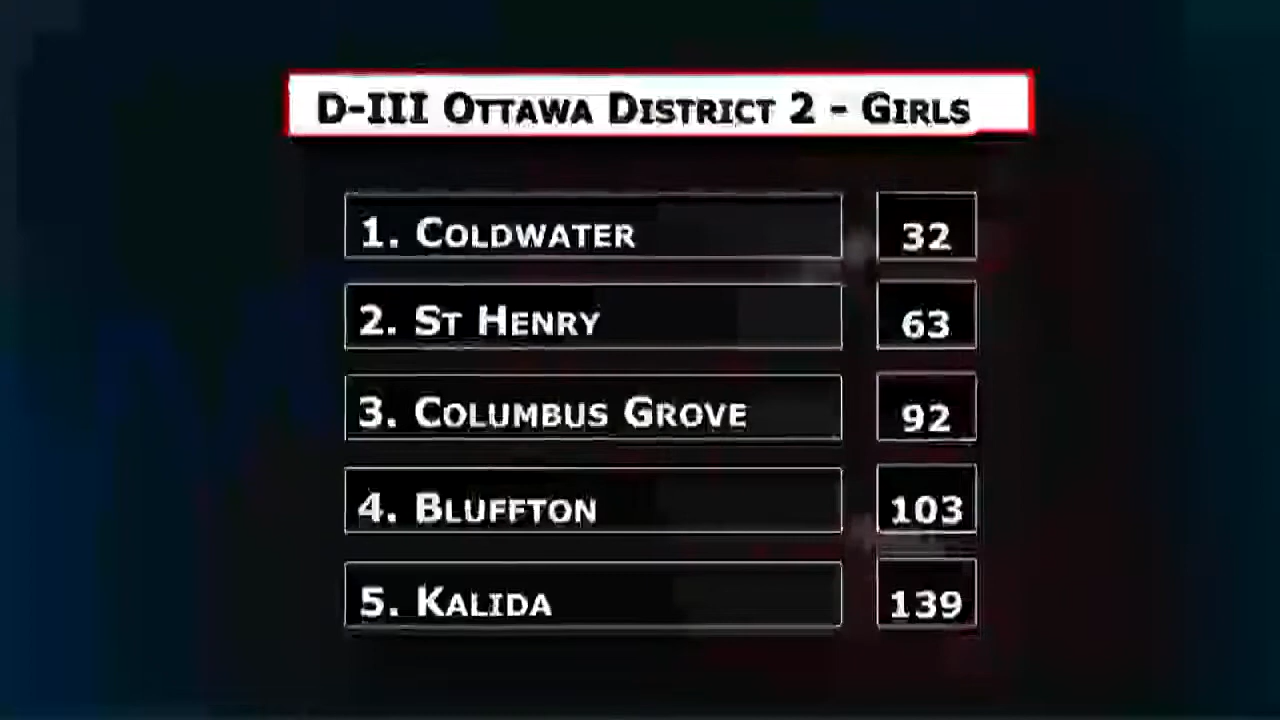 D-III Ottawa District 2 - Girls
1. Coldwater 32
2. St Henry 63
3. Columbus Grove 92
4. Bluffton 103
5. Kalida 139